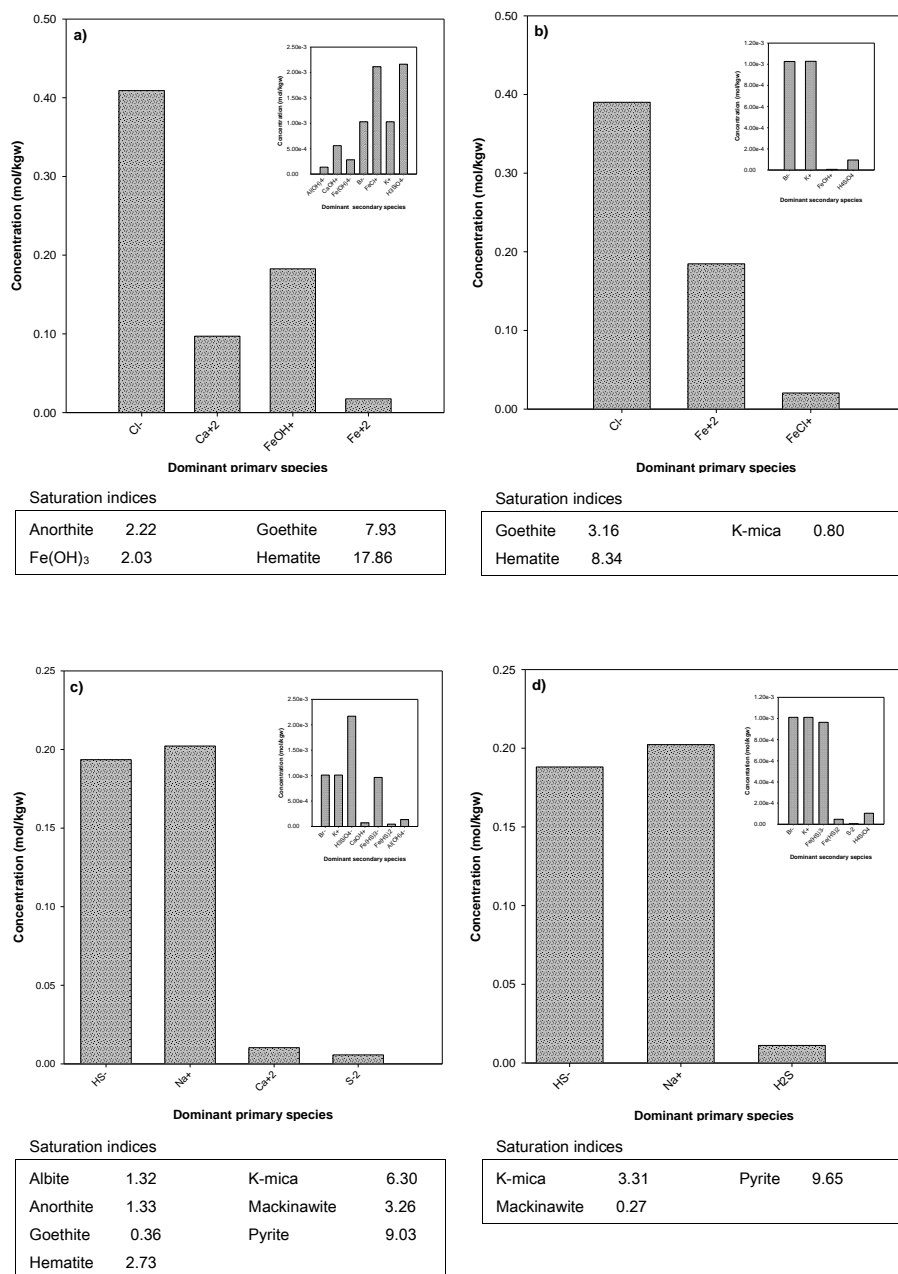 a)
Concentration (mol/kgw)
0.50
0.40
0.30
0.20
0.10
0.00
Cl-
Ca+2
FeOH+
Fe+2
Dominant primary species
Concentration (mol/kgw)
2.50e-3
2.00e-3
1.50e-3
1.00e-3
5.00e-4
0.00
Al(OH)4-
CaOH+
Fe(OH)4-
Br-
FeCl+
K+
H3SiO4-
Dominant secondary species
Saturation indices
Anorthite 2.22 Goethite 7.93
Fe(OH)₃ 2.03 Hematite 17.86
b)
Concentration (mol/kgw)
0.50
0.40
0.30
0.20
0.10
0.00
Cl-
Fe+2
FeCl+
Dominant primary species
Concentration (mol/kgw)
1.20e-3
1.00e-3
8.00e-4
6.00e-4
4.00e-4
2.00e-4
0.00
Br-
K+
FeOH+
H4SiO4
Dominant secondary species
Saturation indices
Goethite 3.16 K-mica 0.80
Hematite 8.34
c)
Concentration (mol/kgw)
0.25
0.20
0.15
0.10
0.05
0.00
HS-
Na+
Ca+2
S-2
Dominant primary species
Concentration (mol/kgw)
2.50e-3
2.00e-3
1.50e-3
1.00e-3
5.00e-4
0.00
Br-
K+
H3SiO4-
CaOH+
Fe(HS)3-
Fe(HS)2
Al(OH)4-
Dominant secondary species
Saturation indices
Albite 1.32 K-mica 6.30
Anorthite 1.33 Mackinawite 3.26
Goethite 0.36 Pyrite 9.03
Hematite 2.73
d)
Concentration (mol/kgw)
0.25
0.20
0.15
0.10
0.05
0.00
HS-
Na+
H2S
Dominant primary species
Concentration (mol/kgw)
1.20e-3
1.00e-3
8.00e-4
6.00e-4
4.00e-4
2.00e-4
0.00
Br-
K+
Fe(HS)3-
Fe(HS)2
S-2
H4SiO4
Dominant secondary sepcies
Saturation indices
K-mica 3.31 Pyrite 9.65
Mackinawite 0.27